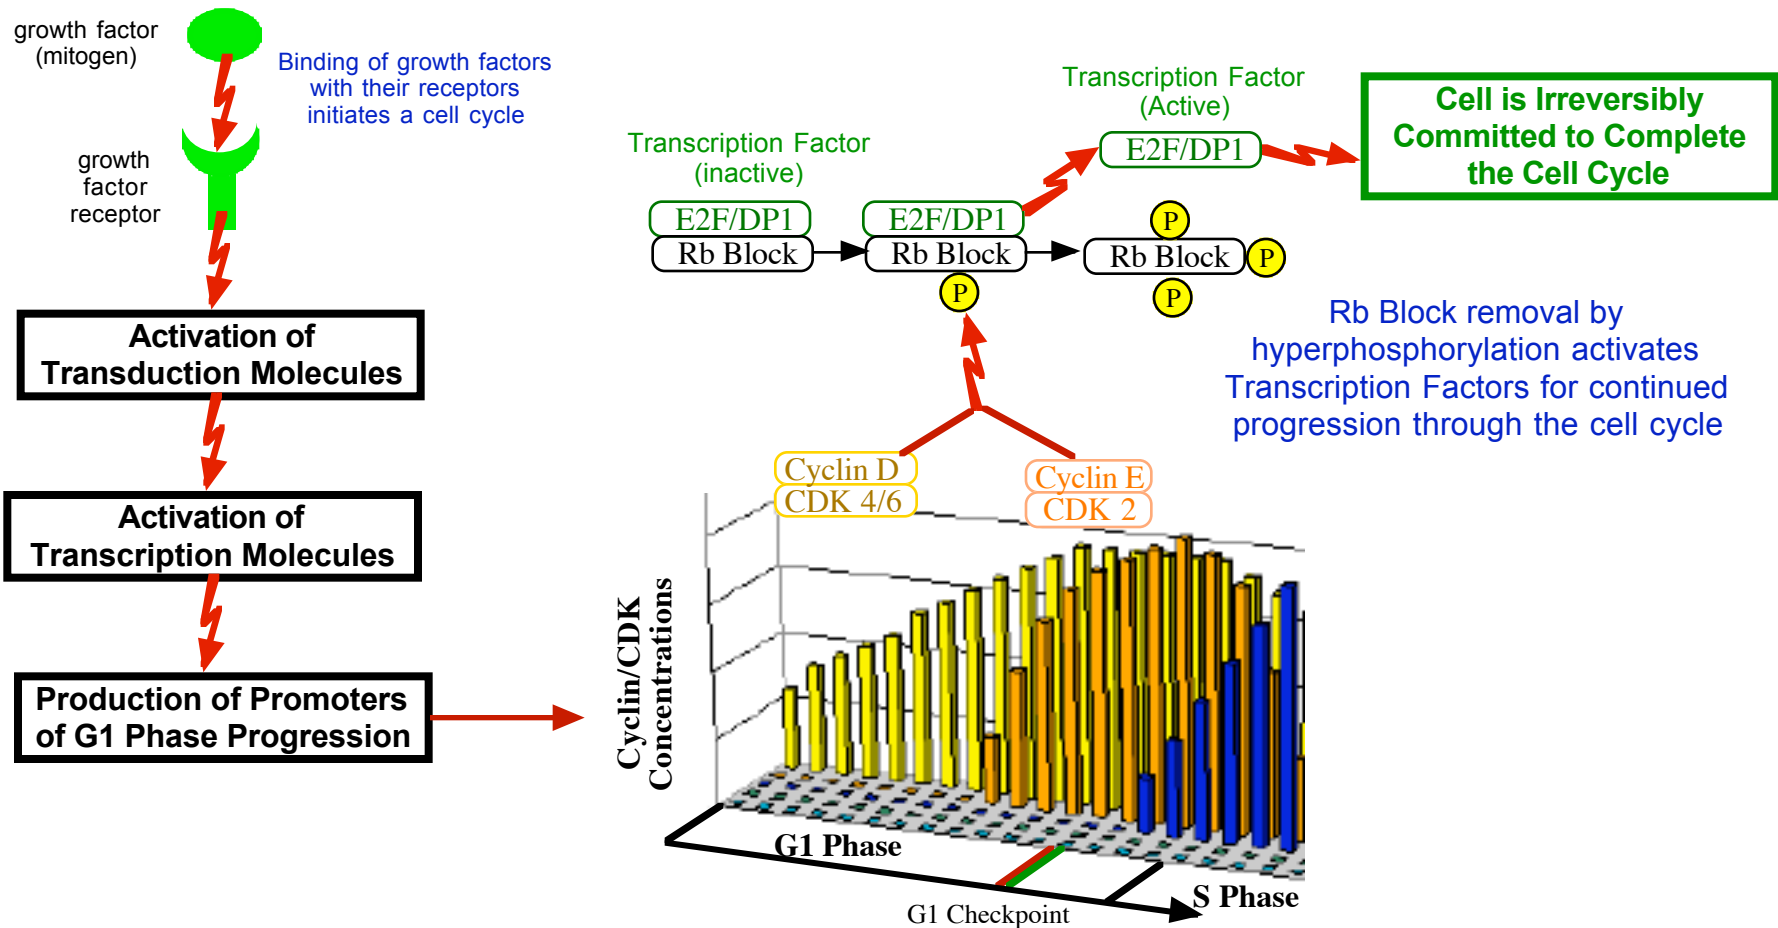 growth factor
(mitogen)
Binding of growth factors
with their receptors
initiates a cell cycle
growth
factor
receptor
Activation of
Transduction Molecules
Activation of
Transcription Molecules
Production of Promoters
of G1 Phase Progression
Transcription Factor
(inactive)
E2F/DP1
Rb Block
E2F/DP1
Rb Block
P
Transcription Factor
(Active)
E2F/DP1
P
Rb Block
P
P
Cell is Irreversibly
Committed to Complete
the Cell Cycle
Rb Block removal by
hyperphosphorylation activates
Transcription Factors for continued
progression through the cell cycle
Cyclin D
CDK 4/6
Cyclin E
CDK 2
Cyclin/CDK
Concentrations
G1 Phase
G1 Checkpoint
S Phase